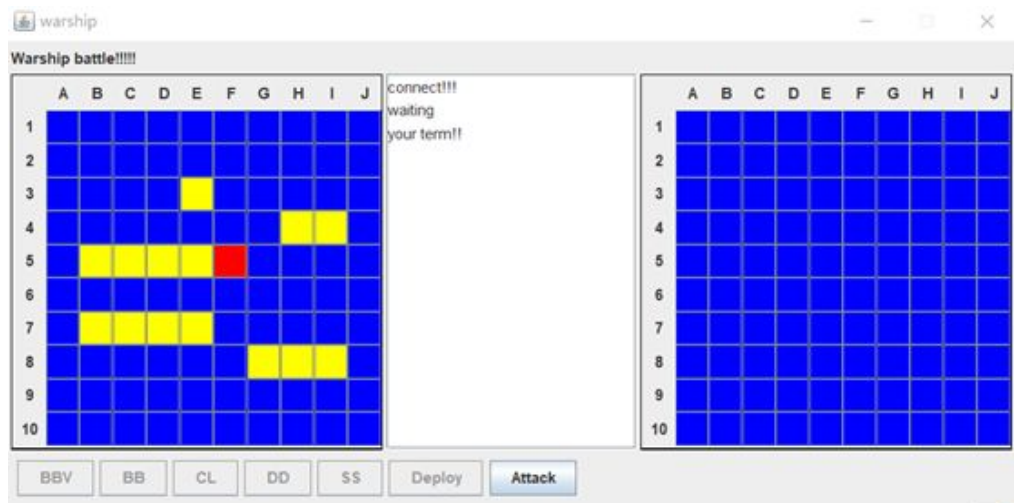 warship
Warship battle!!!!!
A B C D E F G H I J
1
2
3
4
5
6
7
8
9
10
connect!!!
waiting
your term!!
A B C D E F G H I J
1
2
3
4
5
6
7
8
9
10
BBV BB CL DD SS Deploy Attack